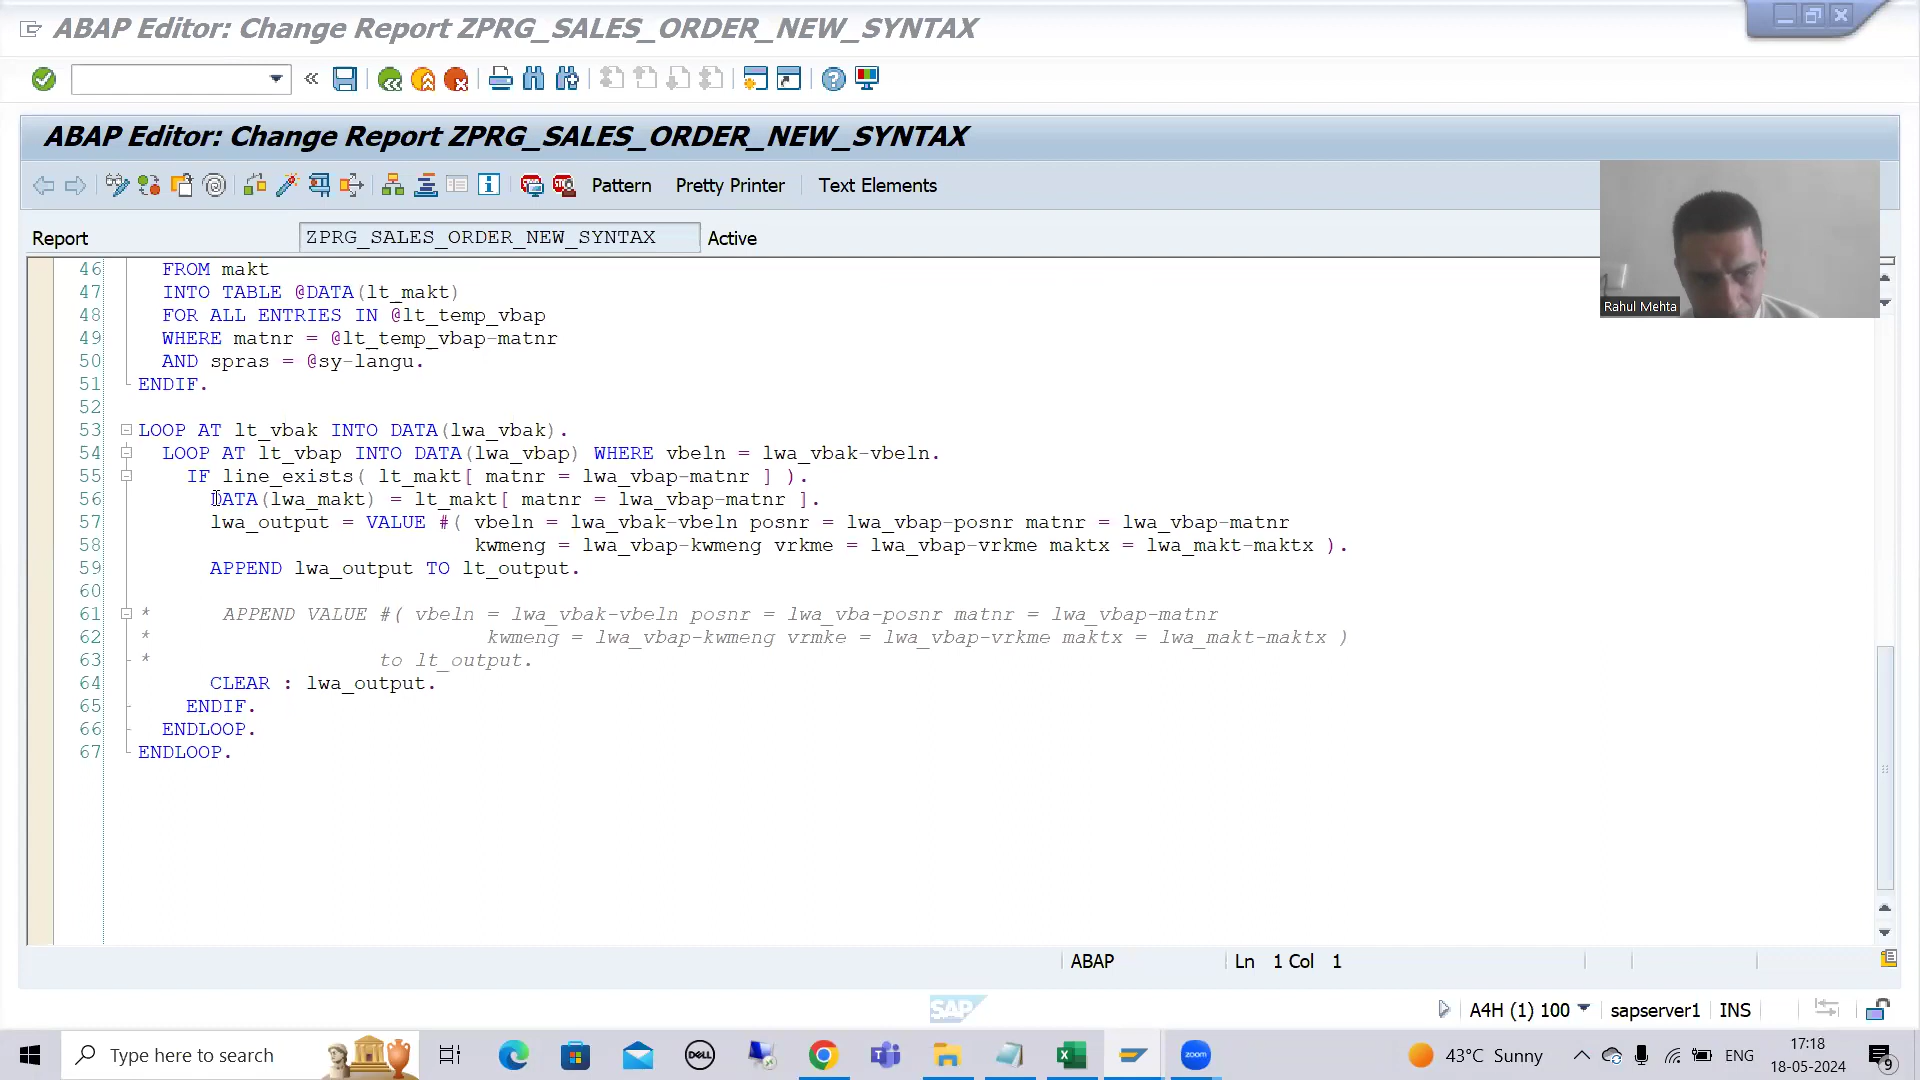 ABAP Editor: Change Report ZPRG_SALES_ORDER_NEW_SYNTAX
ABAP Editor: Change Report ZPRG_SALES_ORDER_NEW_SYNTAX
Pattern Pretty Printer Text Elements
Report ZPRG_SALES_ORDER_NEW_SYNTAX Active
Rahul Mehta
46 FROM makt
47 INTO TABLE @DATA(lt_makt)
48 FOR ALL ENTRIES IN @lt_temp_vbap
49 WHERE matnr = @lt_temp_vbap-matnr
50 AND spras = @sy-langu.
51 ENDIF.
52
53 LOOP AT lt_vbak INTO DATA(lwa_vbak).
54 LOOP AT lt_vbap INTO DATA(lwa_vbap) WHERE vbeln = lwa_vbak-vbeln.
55 IF line_exists( lt_makt[ matnr = lwa_vbap-matnr ] ).
56 DATA(lwa_makt) = lt_makt[ matnr = lwa_vbap-matnr ].
57 lwa_output = VALUE #( vbeln = lwa_vbak-vbeln posnr = lwa_vbap-posnr matnr = lwa_vbap-matnr
58 kwmeng = lwa_vbap-kwmeng vrkme = lwa_vbap-vrkme maktx = lwa_makt-maktx ).
59 APPEND lwa_output TO lt_output.
60
61 * APPEND VALUE #( vbeln = lwa_vbak-vbeln posnr = lwa_vba-posnr matnr = lwa_vbap-matnr
62 * kwmeng = lwa_vbap-kwmeng vrmke = lwa_vbap-vrkme maktx = lwa_makt-maktx )
63 * to lt_output.
64 CLEAR : lwa_output.
65 ENDIF.
66 ENDLOOP.
67 ENDLOOP.
ABAP Ln 1 Col 1
SAP A4H (1) 100 sapserver1 INS
Type here to search DELL zoom 43°C Sunny ENG 17:18
18-05-2024 9